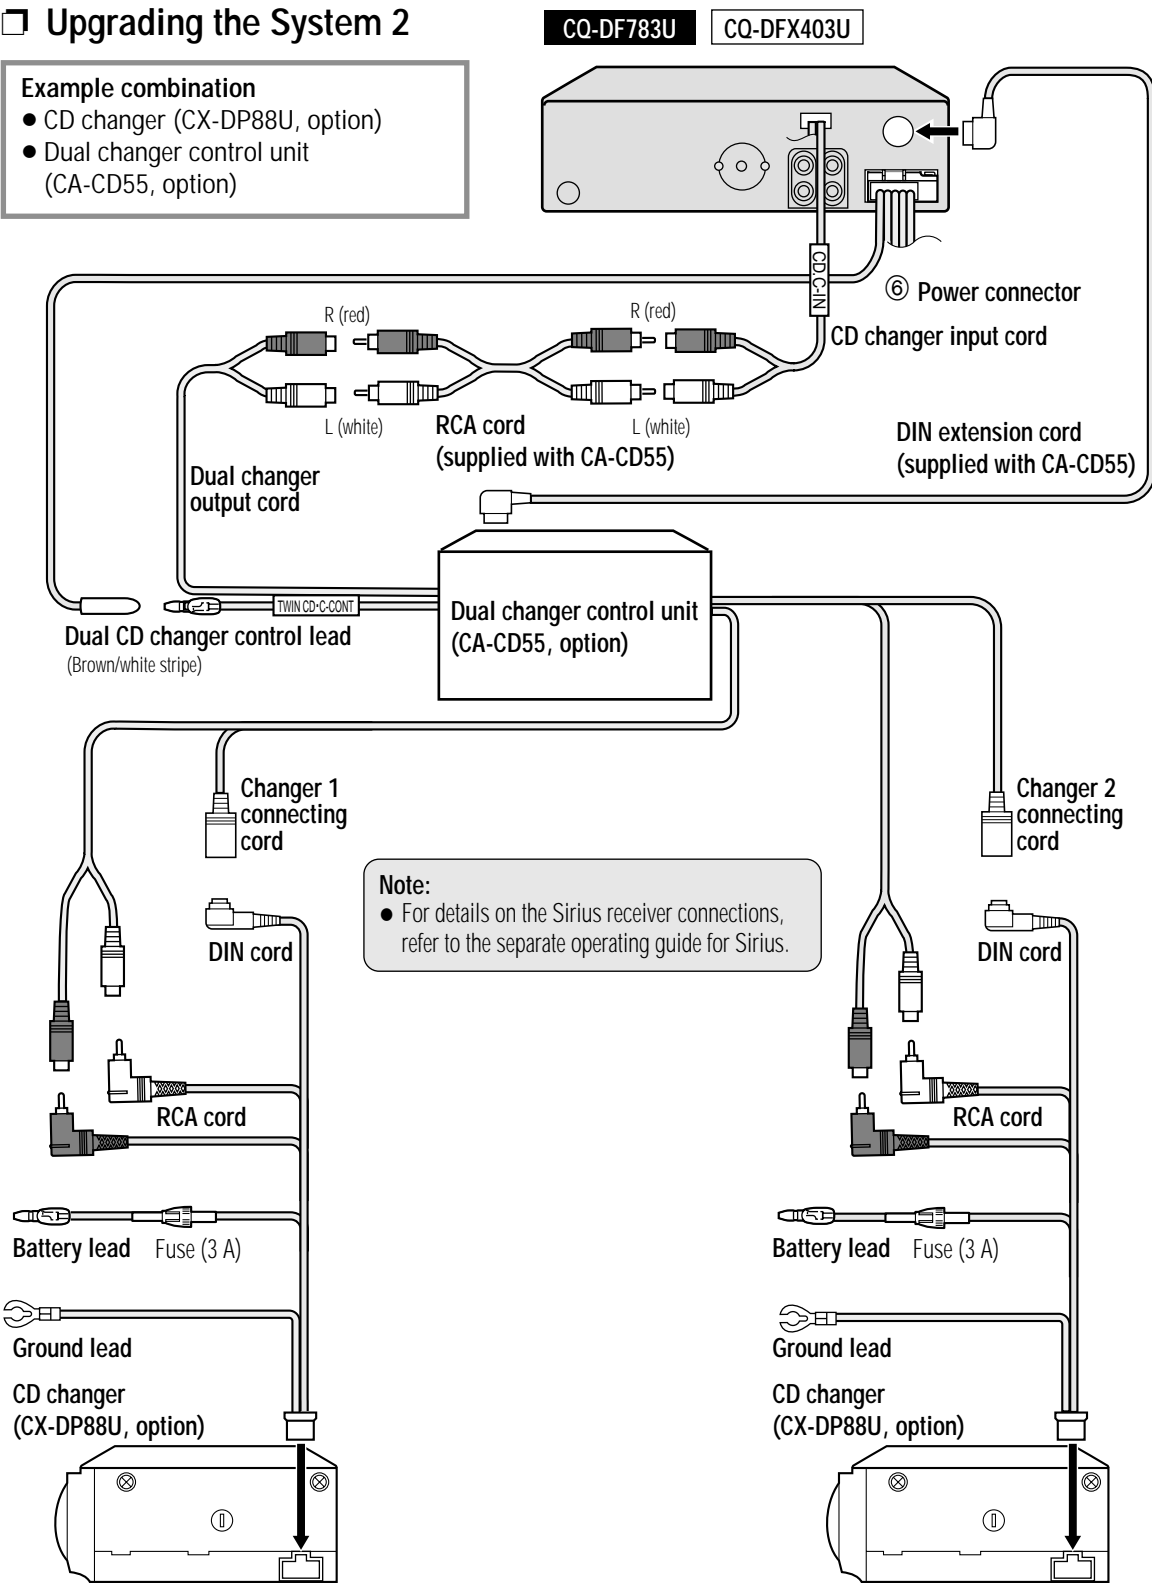 ❐ Upgrading the System 2
CQ-DF783U
CQ-DFX403U
Example combination
● CD changer (CX-DP88U, option)
● Dual changer control unit
(CA-CD55, option)
CD.C-IN
⑥ Power connector
CD changer input cord
R (red)
R (red)
L (white)
L (white)
RCA cord
(supplied with CA-CD55)
DIN extension cord
(supplied with CA-CD55)
Dual changer
output cord
TWIN CD•C-CONT
Dual CD changer control lead
(Brown/white stripe)
Dual changer control unit
(CA-CD55, option)
Changer 1
connecting
cord
Changer 2
connecting
cord
Note:
● For details on the Sirius receiver connections,
refer to the separate operating guide for Sirius.
DIN cord
DIN cord
RCA cord
RCA cord
Battery lead Fuse (3 A)
Battery lead Fuse (3 A)
Ground lead
Ground lead
CD changer
(CX-DP88U, option)
CD changer
(CX-DP88U, option)